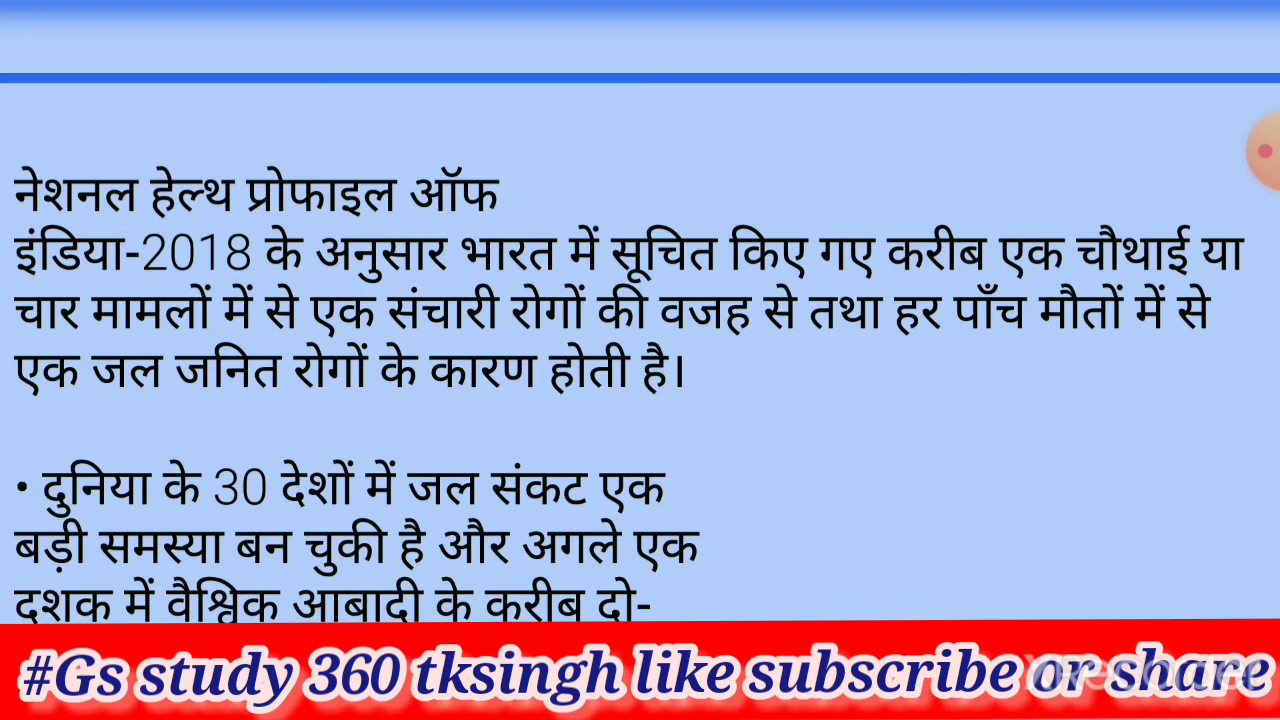 नेशनल हेल्थ प्रोफाइल ऑफ
इंडिया-2018 के अनुसार भारत में सूचित किए गए करीब एक चौथाई या
चार मामलों में से एक संचारी रोगों की वजह से तथा हर पाँच मौतों में से
एक जल जनित रोगों के कारण होती है।
• दुनिया के 30 देशों में जल संकट एक
बड़ी समस्या बन चुकी है और अगले एक
दशक में वैश्विक आबादी के करीब दो-
#Gs study 360 tksingh like subscribe or share